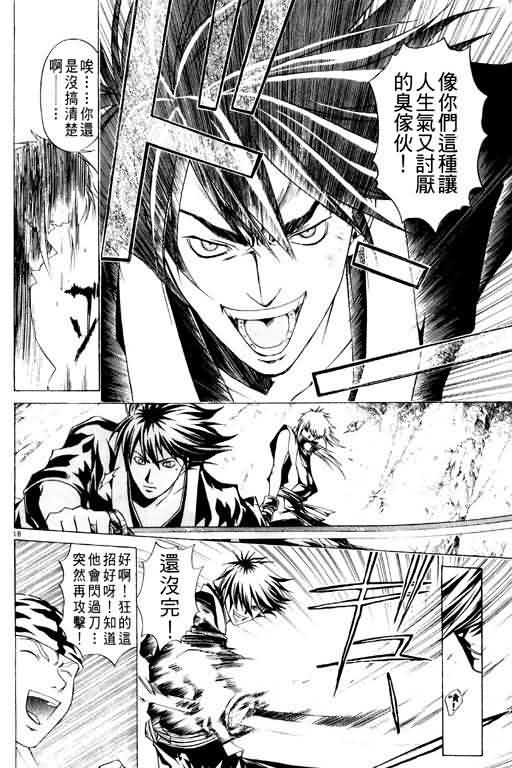 像你們這種讓
人生氣又討厭
的臭傢伙！
唉……你還
是沒搞清楚
啊……
18
還沒完！
好啊！狂的這
招好呀！知道
他會閃過刀…
突然再攻擊！